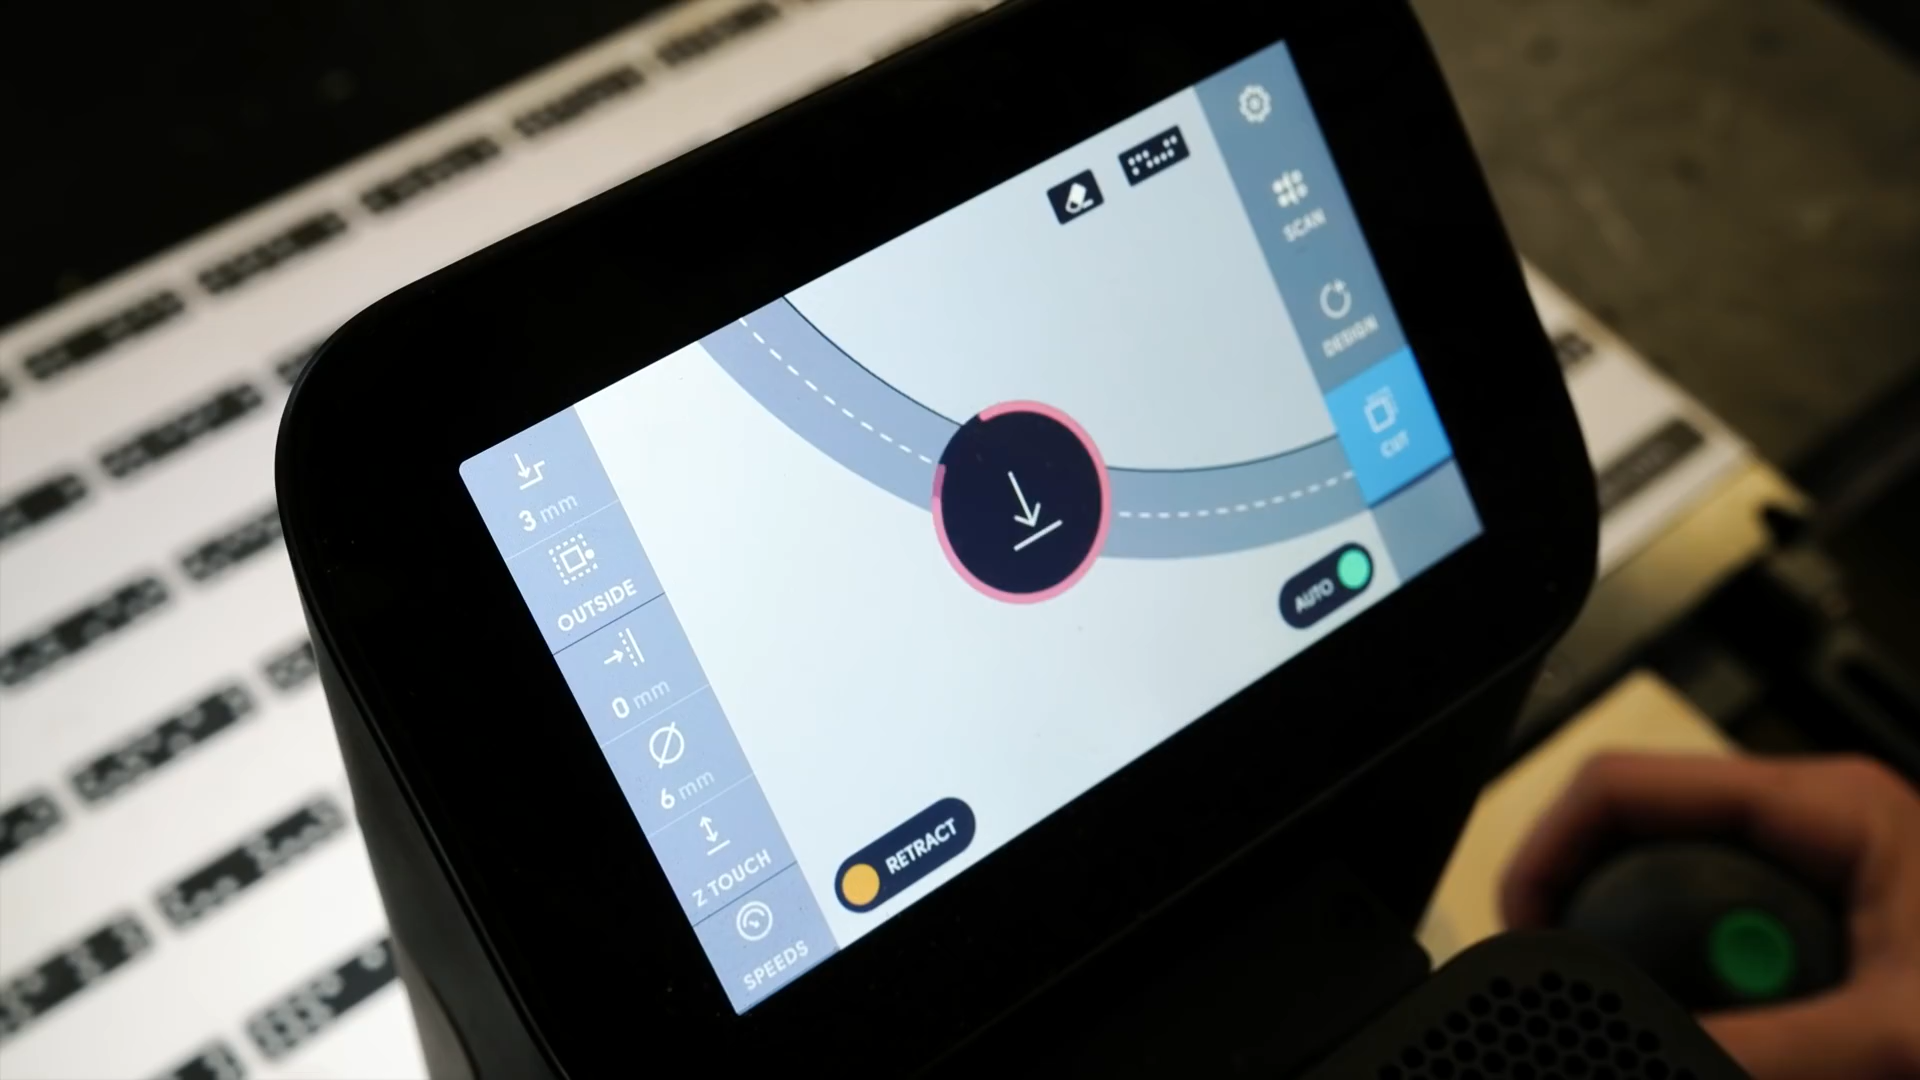 3 mm
OUTSIDE
0 mm
6 mm
Z TOUCH
SPEEDS
RETRACT
AUTO
SCAN
DESIGN
CUT